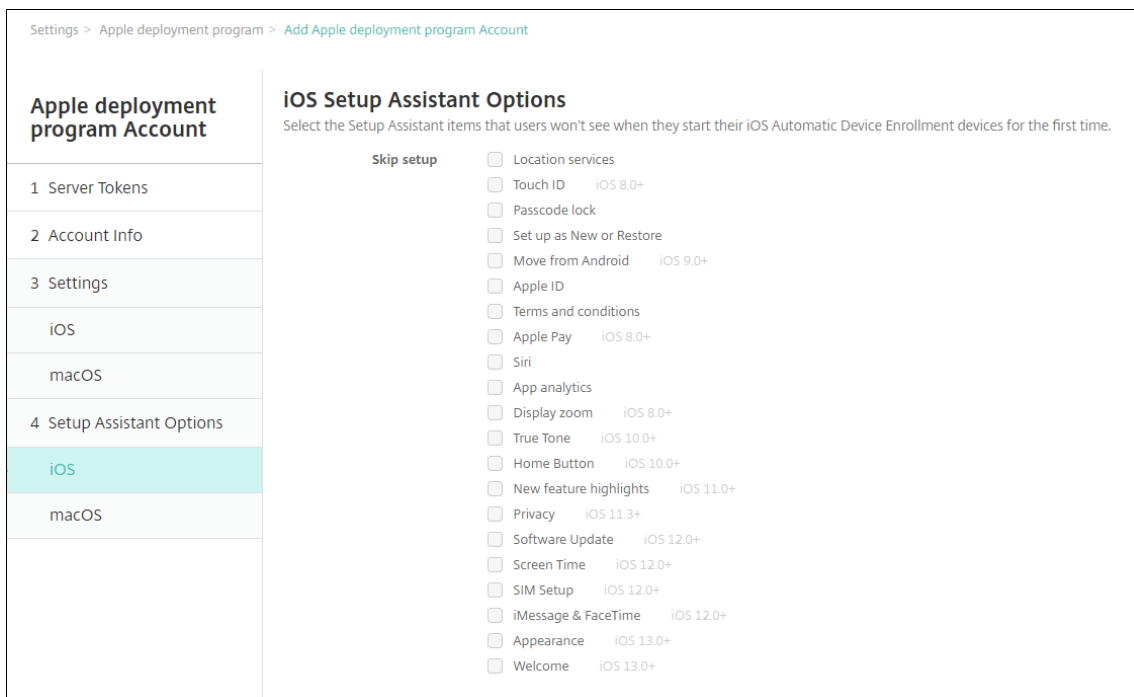 Settings > Apple deployment program > Add Apple deployment program Account
Apple deployment
program Account
1 Server Tokens
2 Account Info
3 Settings
iOS
macOS
4 Setup Assistant Options
iOS
macOS
iOS Setup Assistant Options
Select the Setup Assistant items that users won't see when they start their iOS Automatic Device Enrollment devices for the first time.
Skip setup Location services
Touch ID iOS 8.0+
Passcode lock
Set up as New or Restore
Move from Android iOS 9.0+
Apple ID
Terms and conditions
Apple Pay iOS 8.0+
Siri
App analytics
Display zoom iOS 8.0+
True Tone iOS 10.0+
Home Button iOS 10.0+
New feature highlights iOS 11.0+
Privacy iOS 11.3+
Software Update iOS 12.0+
Screen Time iOS 12.0+
SIM Setup iOS 12.0+
iMessage & FaceTime iOS 12.0+
Appearance iOS 13.0+
Welcome iOS 13.0+